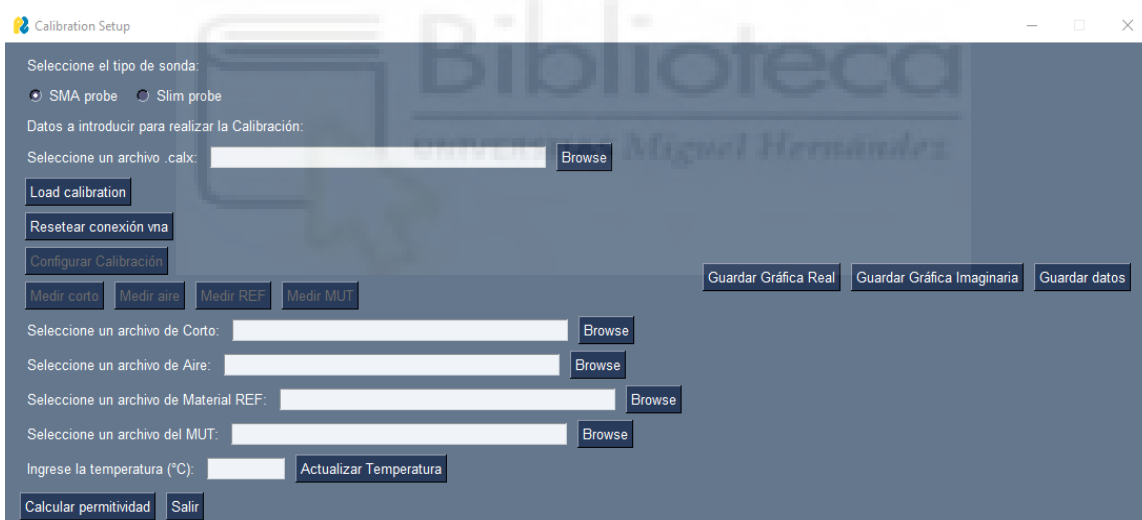 Calibration Setup
Biblioteca
UNIVERSITAS Miguel Hernández
Seleccione el tipo de sonda:
SMA probe Slim probe
Datos a introducir para realizar la Calibración:
Seleccione un archivo .calx: Browse
Load calibration
Resetear conexión vna
Configurar Calibración
Guardar Gráfica Real Guardar Gráfica Imaginaria Guardar datos
Medir corto Medir aire Medir REF Medir MUT
Seleccione un archivo de Corto: Browse
Seleccione un archivo de Aire: Browse
Seleccione un archivo de Material REF: Browse
Seleccione un archivo del MUT: Browse
Ingrese la temperatura (°C): Actualizar Temperatura
Calcular permitividad Salir